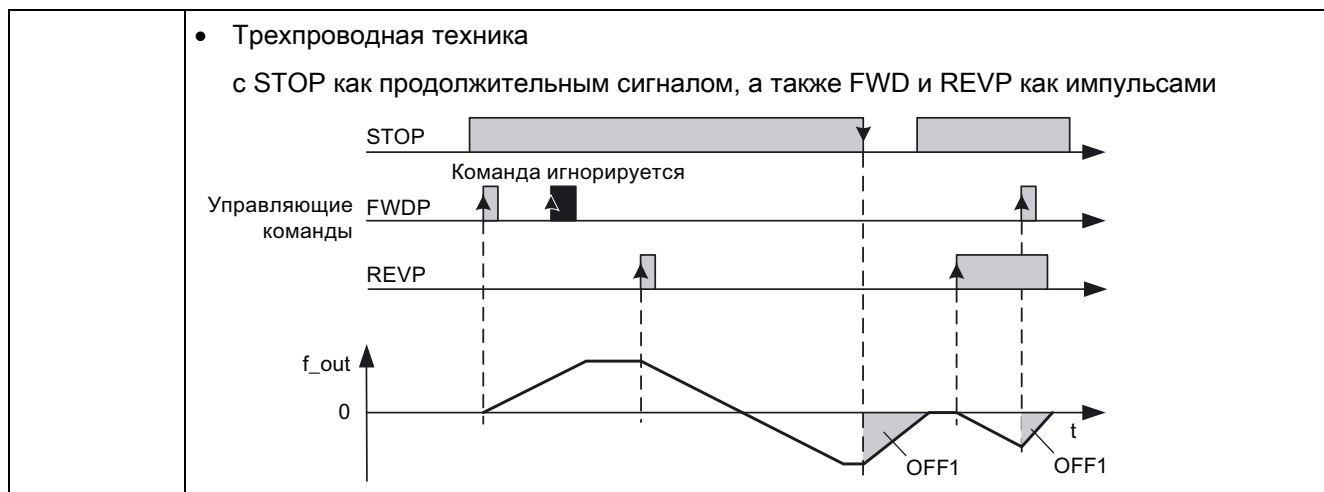 • Трехпроводная техника
с STOP как продолжительным сигналом, а также FWD и REVP как импульсами
STOP
Команда игнорируется
Управляющие
команды
FWDP
REVP
f_out
0
t
OFF1
OFF1